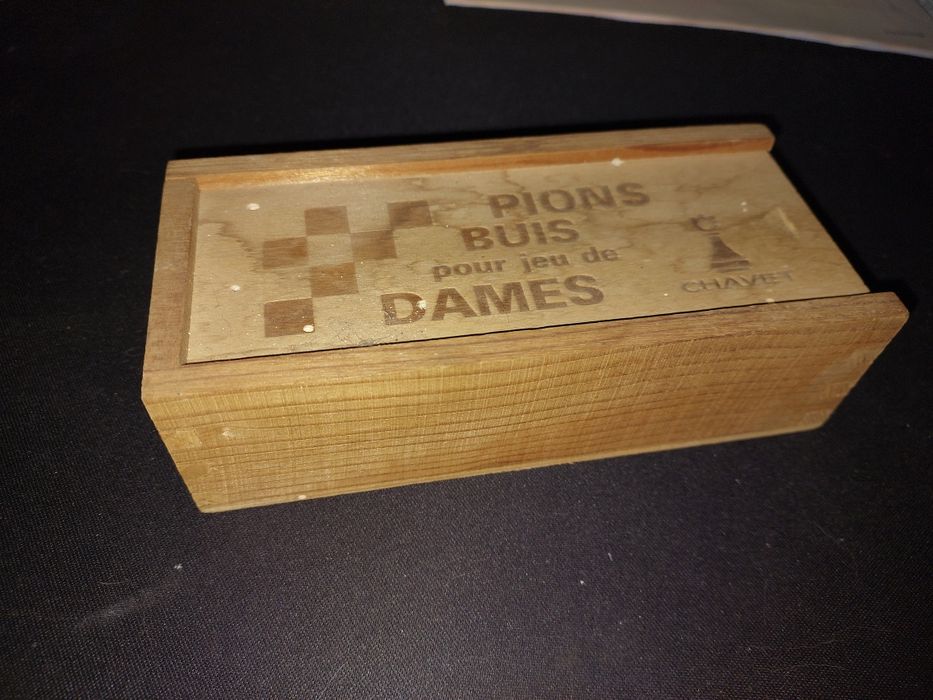 PIONS
BUIS
pour jeu de
DAMES
CHAVET